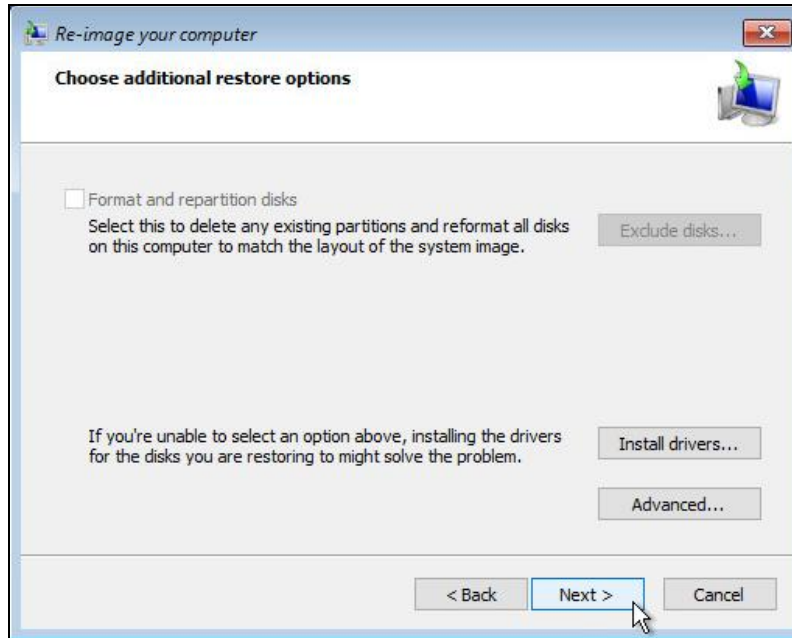 Re-image your computer
Choose additional restore options
Format and repartition disks
Select this to delete any existing partitions and reformat all disks
on this computer to match the layout of the system image.
Exclude disks...
If you're unable to select an option above, installing the drivers
for the disks you are restoring to might solve the problem.
Install drivers...
Advanced...
< Back
Next >
Cancel